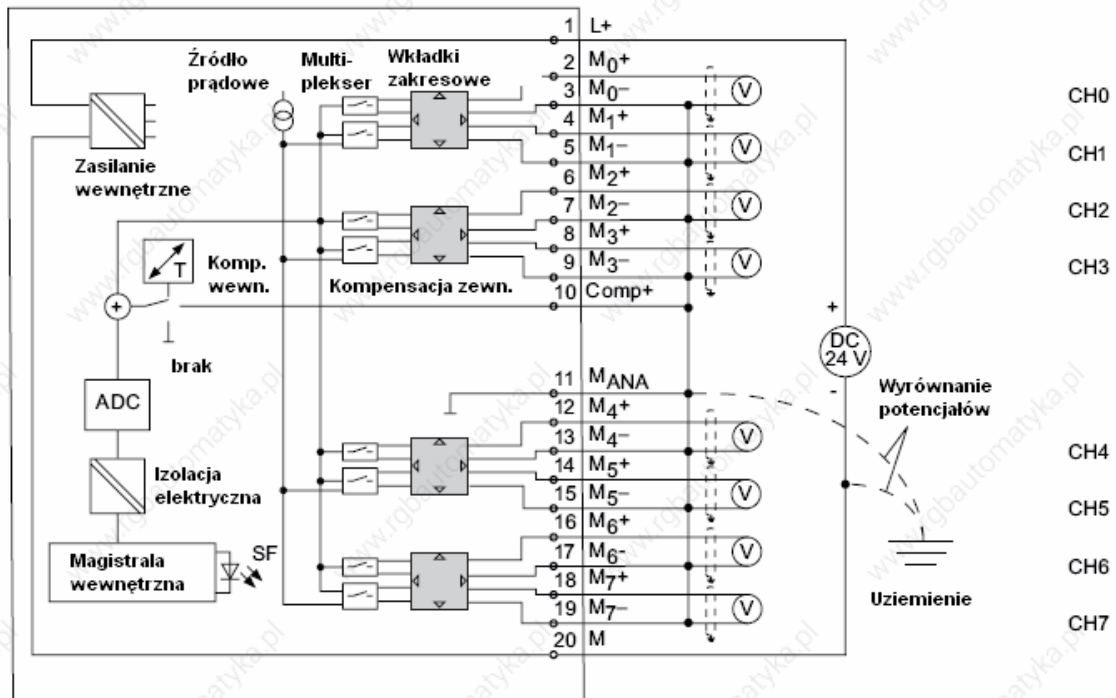 1 L+
Źródło prądowe
Multi-plekser
Wkładki zakresowe
2 M0+
3 M0−
V
CH0
4 M1+
5 M1−
V
CH1
Zasilanie wewnętrzne
6 M2+
7 M2−
V
CH2
8 M3+
9 M3−
V
CH3
T
Komp. wewn.
Kompensacja zewn.
10 Comp+
+
brak
+
DC 24 V
-
11 MANA
Wyrównanie potencjałów
ADC
12 M4+
13 M4−
V
CH4
14 M5+
15 M5−
V
CH5
Izolacja elektryczna
16 M6+
17 M6-
V
CH6
SF
Magistrala wewnętrzna
18 M7+
19 M7−
V
CH7
Uziemienie
20 M
www.rgbautomatyka.pl